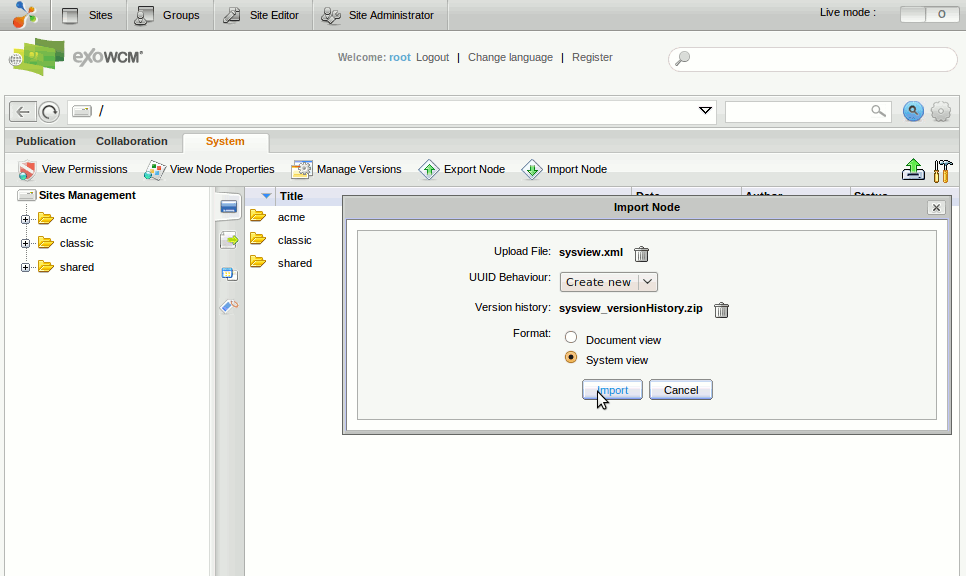 Sites Groups Site Editor Site Administrator Live mode :
eXoWCM
Welcome: root Logout | Change language | Register
/
Publication Collaboration System
View Permissions View Node Properties Manage Versions Export Node Import Node
Sites Management
acme
classic
shared
Title Date Author Status
acme
classic
shared
Import Node
Upload File: sysview.xml
UUID Behaviour: Create new
Version history: sysview_versionHistory.zip
Format: Document view
System view
Import Cancel